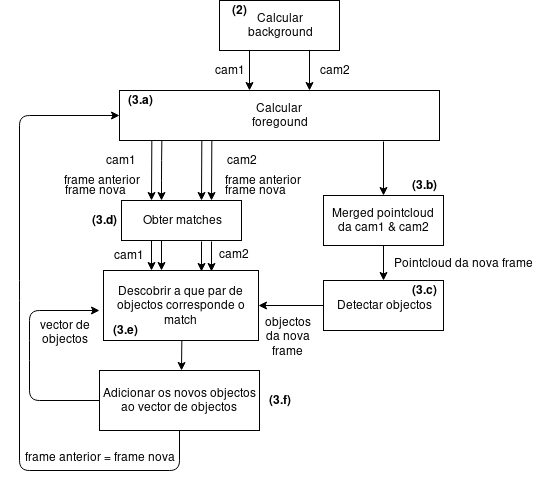 (2)
Calcular
background
cam1
cam2
(3.a)
Calcular
foregound
cam1
cam2
frame anterior
frame nova
frame anterior
frame nova
(3.b)
(3.d)
Obter matches
Merged pointcloud
da cam1 & cam2
cam1
cam2
Pointcloud da nova frame
Descobrir a que par de
objectos corresponde o
match
(3.e)
(3.c)
Detectar objectos
vector de
objectos
objectos
da nova
frame
Adicionar os novos objectos
ao vector de objectos
(3.f)
frame anterior = frame nova